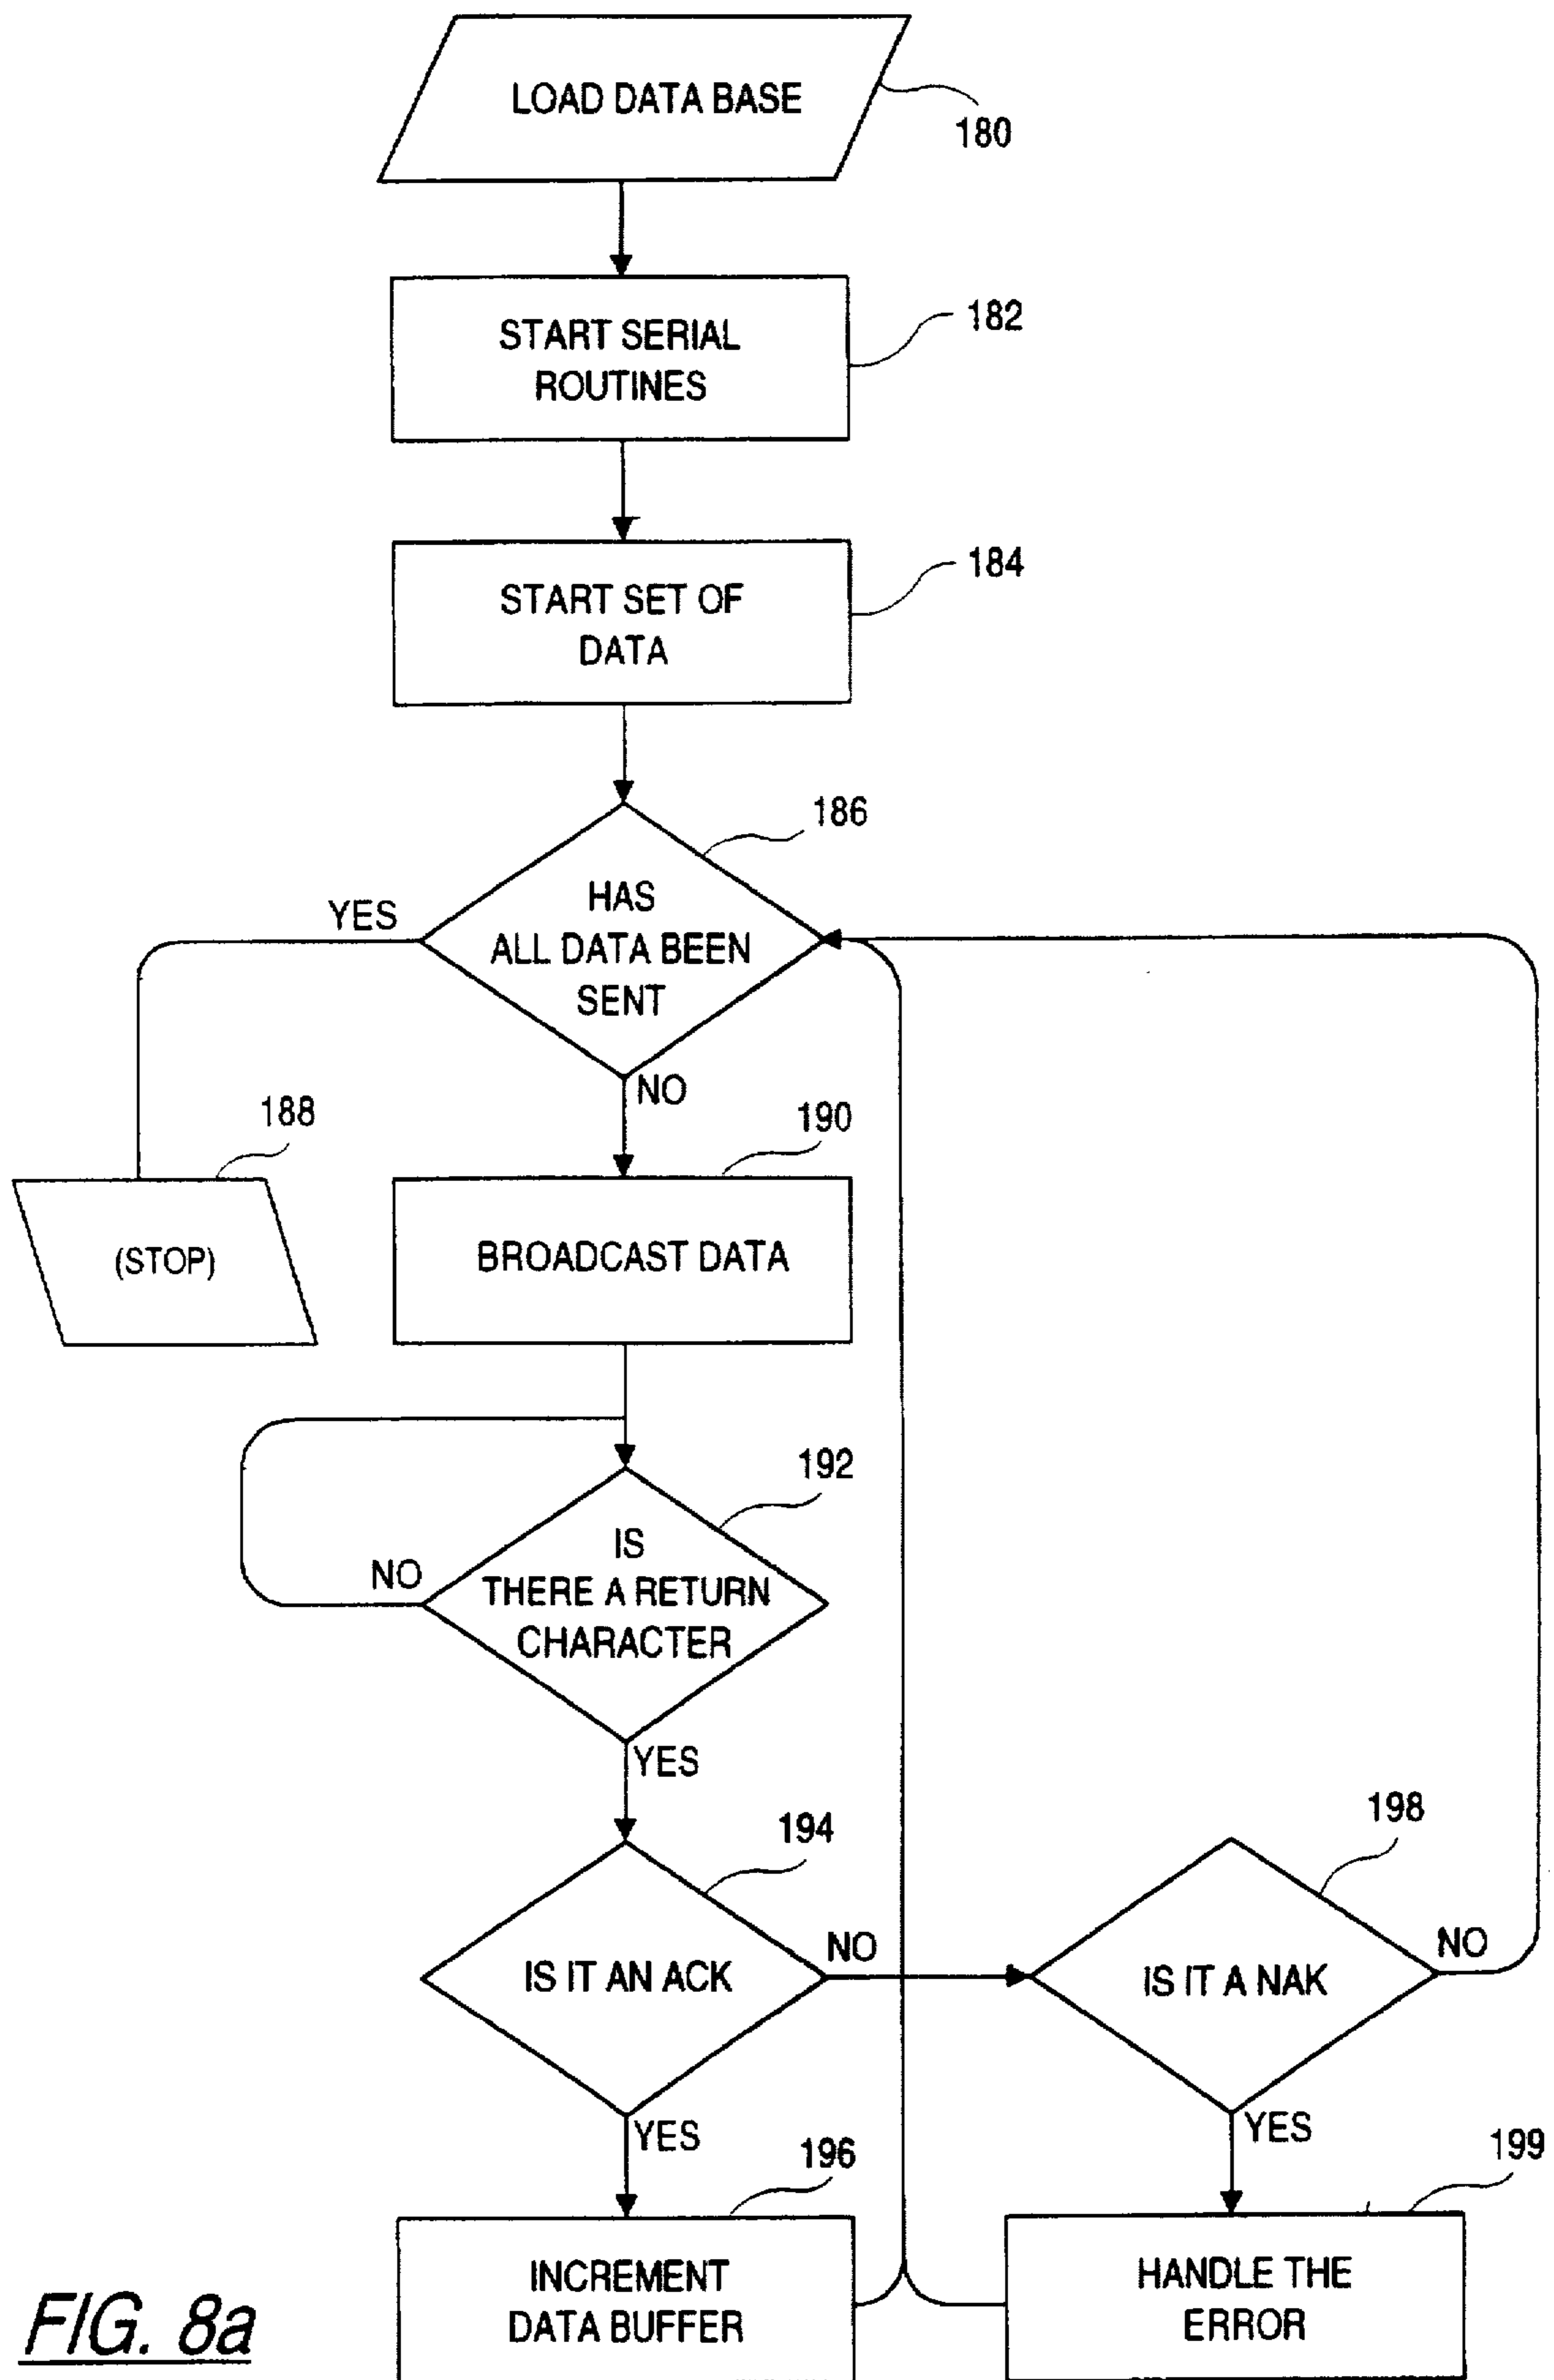 LOAD DATA BASE
180
START SERIAL
ROUTINES
182
START SET OF
DATA
184
186
HAS
ALL DATA BEEN
SENT
YES
NO
188
(STOP)
190
BROADCAST DATA
192
IS
THERE A RETURN
CHARACTER
NO
YES
194
IS IT AN ACK
NO
YES
198
IS IT A NAK
NO
YES
196
INCREMENT
DATA BUFFER
199
HANDLE THE
ERROR
FIG. 8a